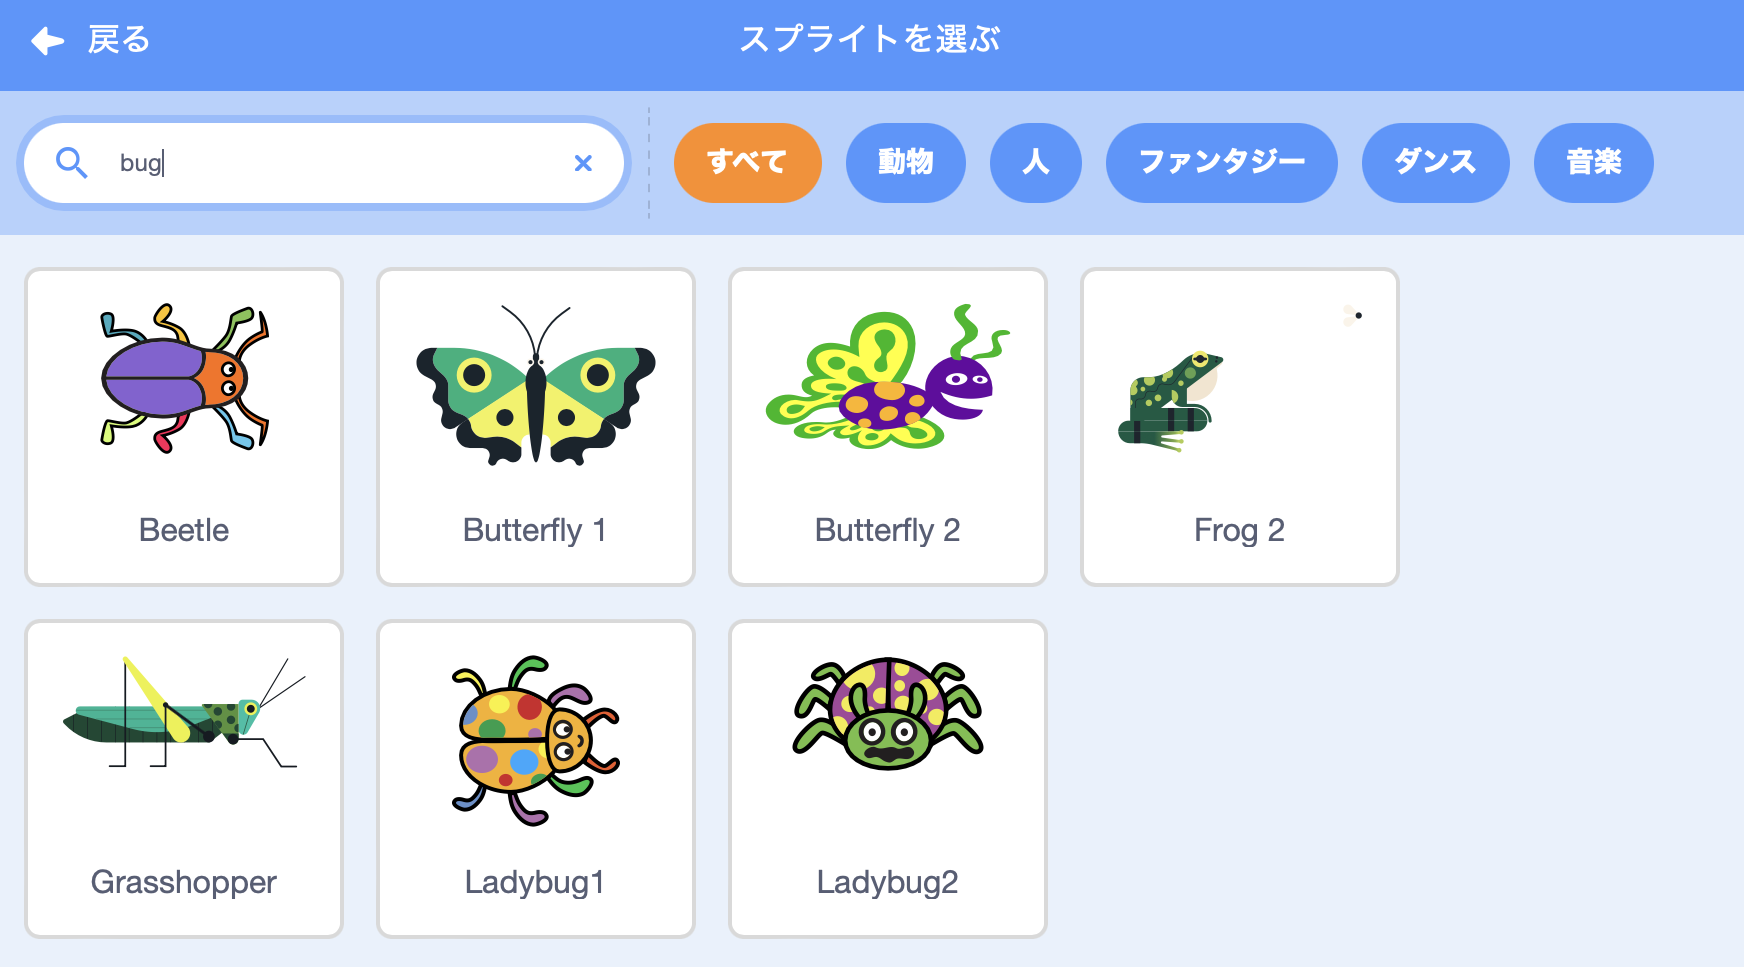 戻る
スプライトを選ぶ
bug
すべて
動物
人
ファンタジー
ダンス
音楽
Beetle
Butterfly 1
Butterfly 2
Frog 2
Grasshopper
Ladybug1
Ladybug2